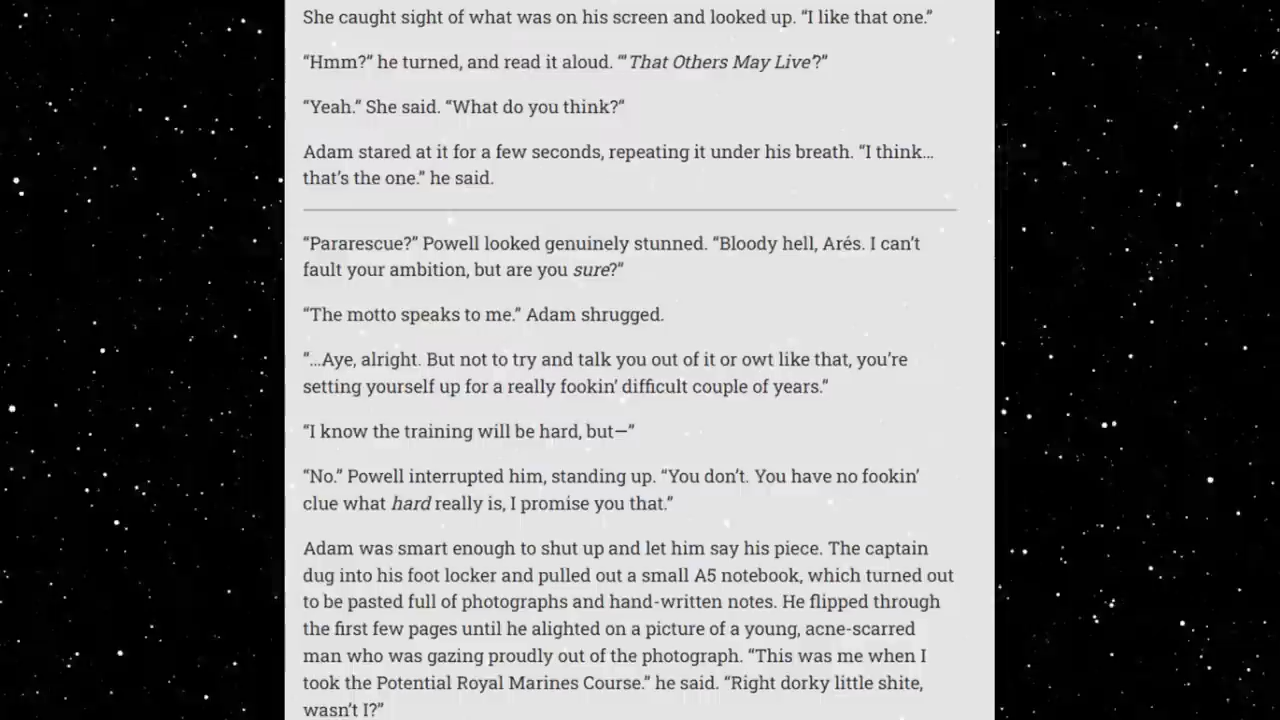 She caught sight of what was on his screen and looked up. “I like that one.”
“Hmm?” he turned, and read it aloud. “‘That Others May Live’?”
“Yeah.” She said. “What do you think?”
Adam stared at it for a few seconds, repeating it under his breath. “I think…
that’s the one.” he said.
“Pararescue?” Powell looked genuinely stunned. “Bloody hell, Arés. I can’t
fault your ambition, but are you sure?”
“The motto speaks to me.” Adam shrugged.
“…Aye, alright. But not to try and talk you out of it or owt like that, you’re
setting yourself up for a really fookin’ difficult couple of years.”
“I know the training will be hard, but—”
“No.” Powell interrupted him, standing up. “You don’t. You have no fookin’
clue what hard really is, I promise you that.”
Adam was smart enough to shut up and let him say his piece. The captain
dug into his foot locker and pulled out a small A5 notebook, which turned out
to be pasted full of photographs and hand-written notes. He flipped through
the first few pages until he alighted on a picture of a young, acne-scarred
man who was gazing proudly out of the photograph. “This was me when I
took the Potential Royal Marines Course.” he said. “Right dorky little shite,
wasn’t I?”